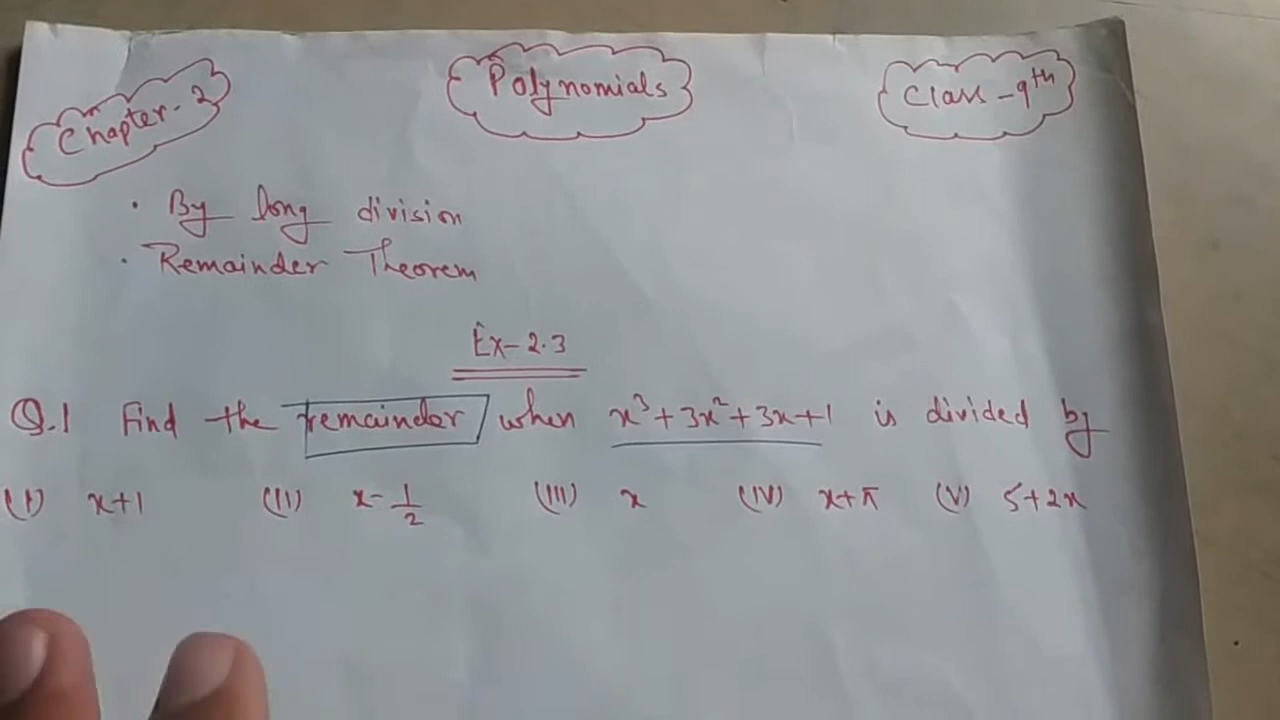 Chapter-2
Polynomials
Class-9th
• By long division
• Remainder Theorem
Ex-2.3
Q.1 Find the remainder when x³+3x²+3x+1 is divided by
(I) x+1 (II) x-1/2 (III) x (IV) x+π (V) 5+2x